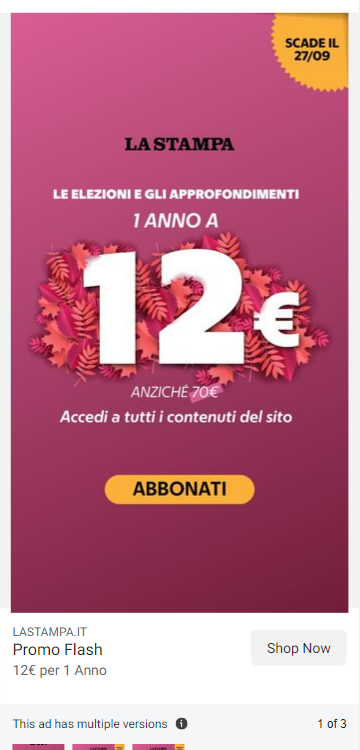 SCADE IL
27/09
LA STAMPA
LE ELEZIONI E GLI APPROFONDIMENTI
1 ANNO A
12€
ANZICHÉ 70€
Accedi a tutti i contenuti del sito
ABBONATI
LASTAMPA.IT
Promo Flash
12€ per 1 Anno
Shop Now
This ad has multiple versions
1 of 3